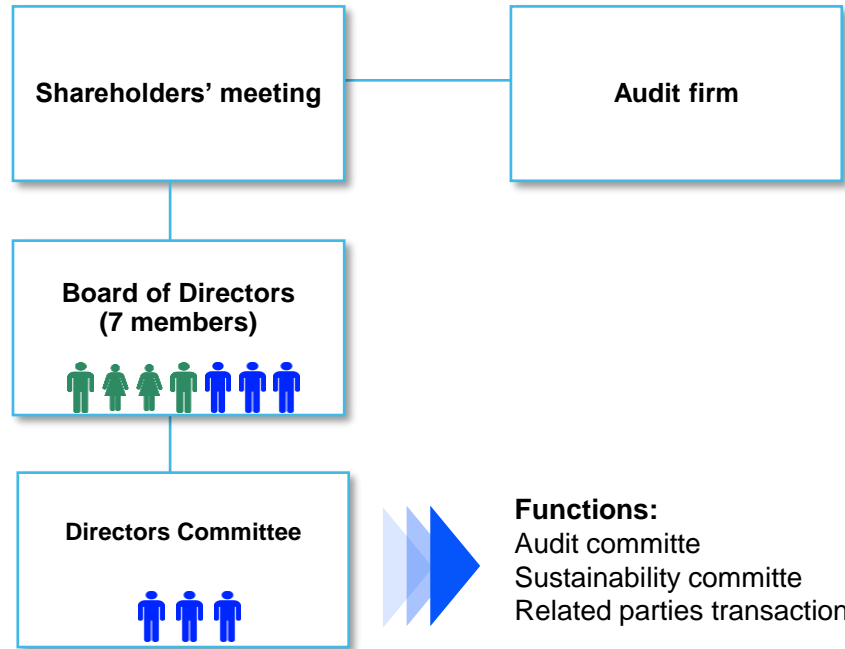 Shareholders’ meeting
Audit firm
Board of Directors
(7 members)
Directors Committee
Functions:
Audit committe
Sustainability committe
Related parties transaction